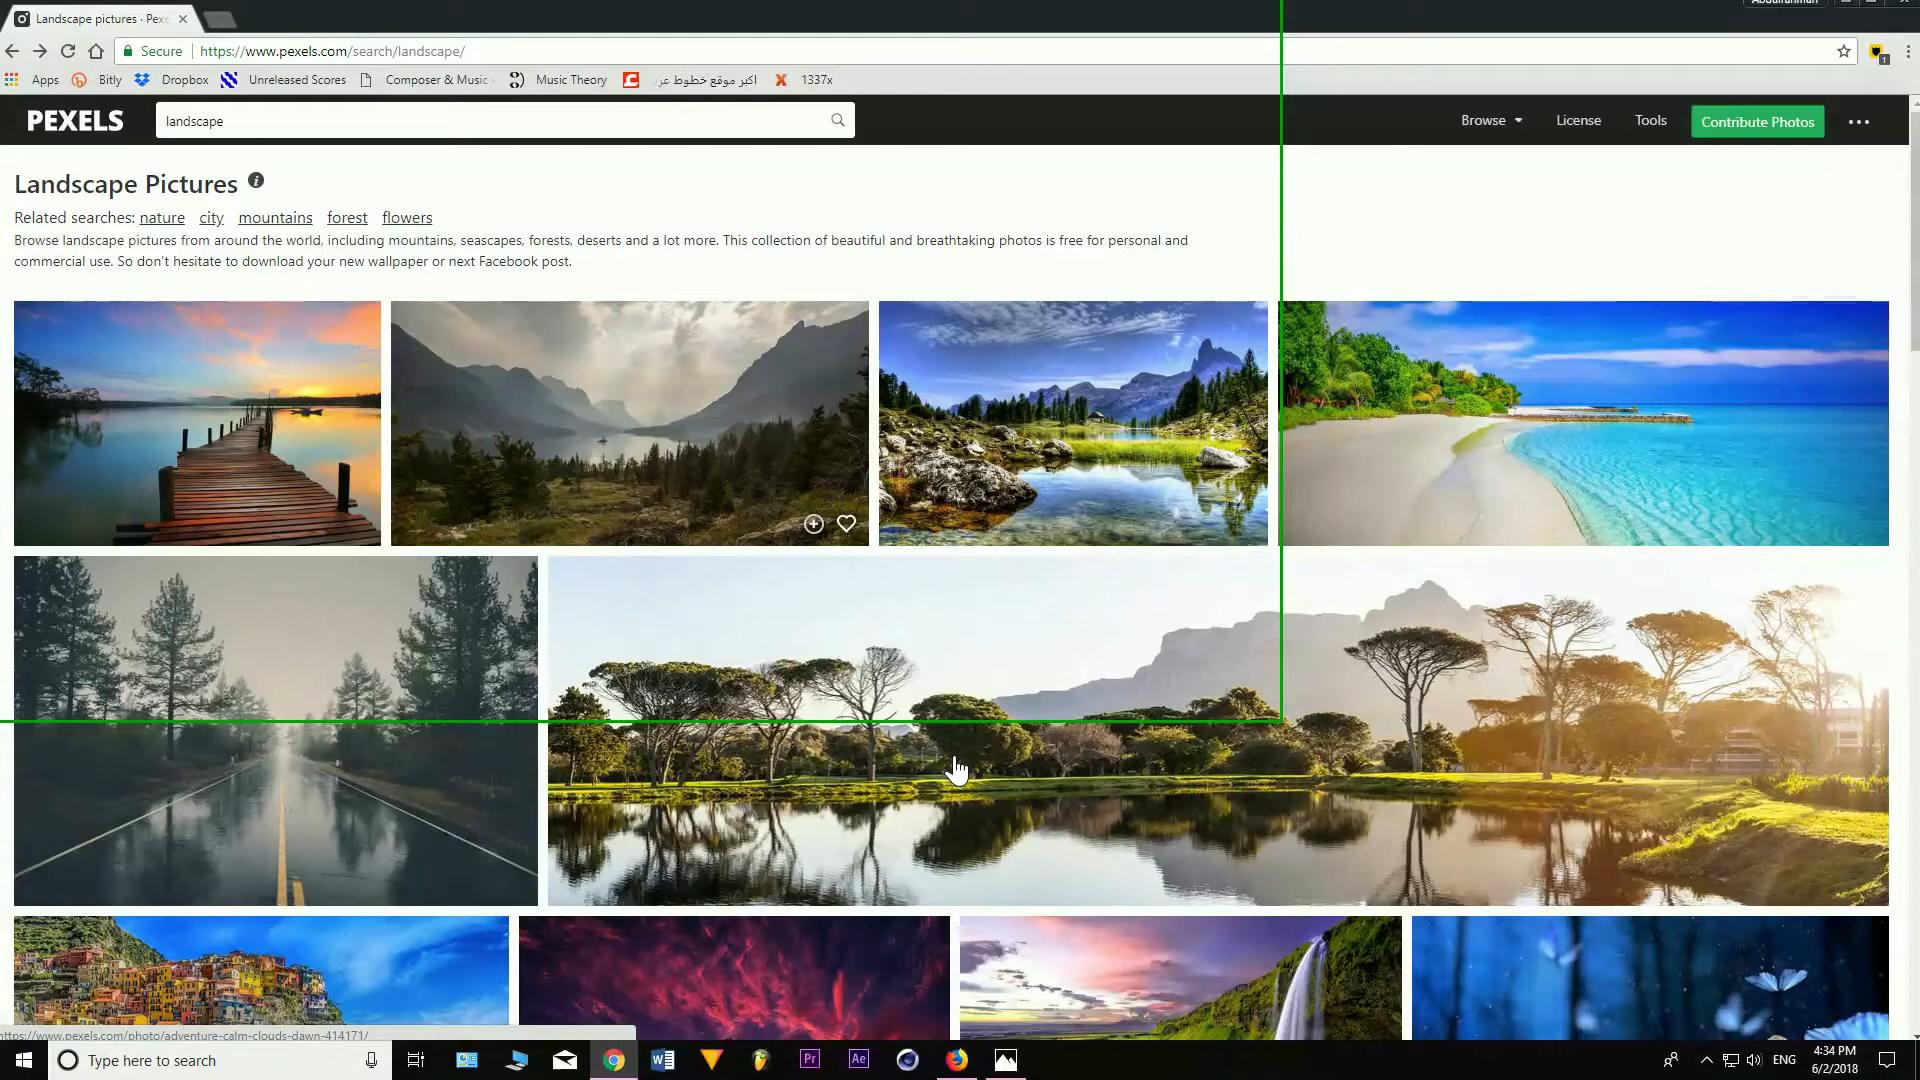 Landscape pictures · Pexe
Abdulrahman
Secure https://www.pexels.com/search/landscape/
1
Apps Bitly Dropbox Unreleased Scores Composer & Music Music Theory اكبر موقع خطوط عر 1337x
PEXELS landscape Browse License Tools Contribute Photos
Landscape Pictures
Related searches: nature city mountains forest flowers
Browse landscape pictures from around the world, including mountains, seascapes, forests, deserts and a lot more. This collection of beautiful and breathtaking photos is free for personal and
commercial use. So don't hesitate to download your new wallpaper or next Facebook post.
https://www.pexels.com/photo/adventure-calm-clouds-dawn-414171/
Type here to search Pr Ae ENG 4:34 PM
6/2/2018